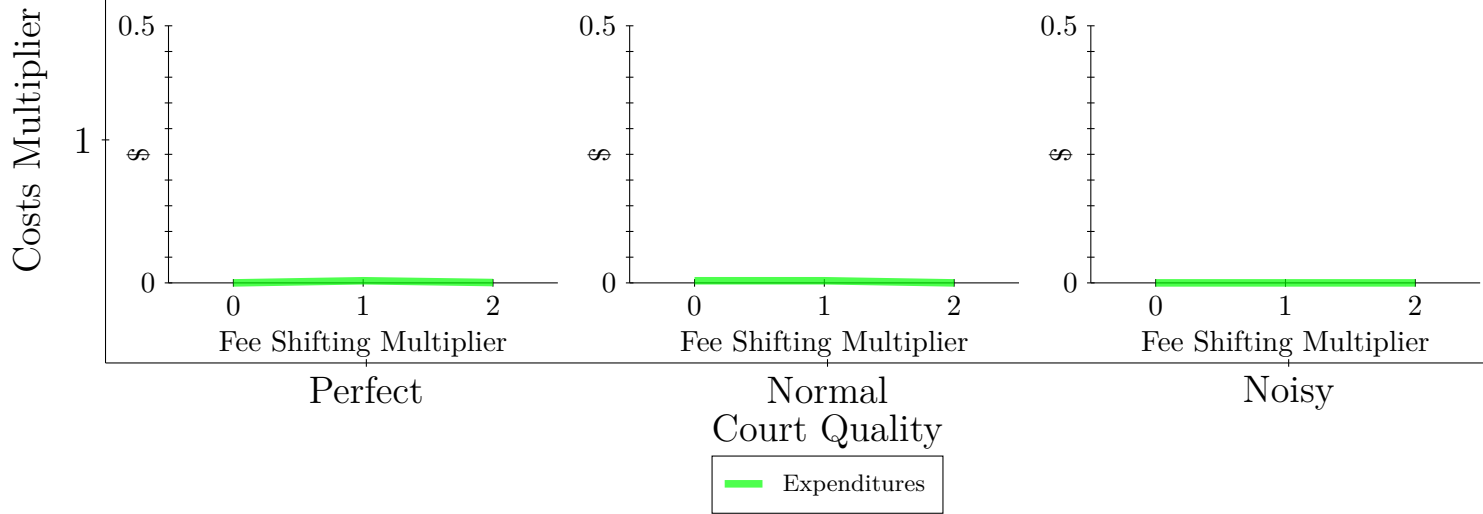 Costs Multiplier
1
0.5
$
0
0 1 2
Fee Shifting Multiplier
0.5
$
0
0 1 2
Fee Shifting Multiplier
0.5
$
0
0 1 2
Fee Shifting Multiplier
Perfect Normal Noisy
Court Quality
Expenditures